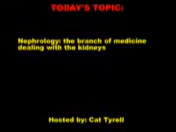 TODAY'S TOPIC:
Nephrology: the branch of medicine
dealing with the kidneys
Hosted by: Cat Tyrell